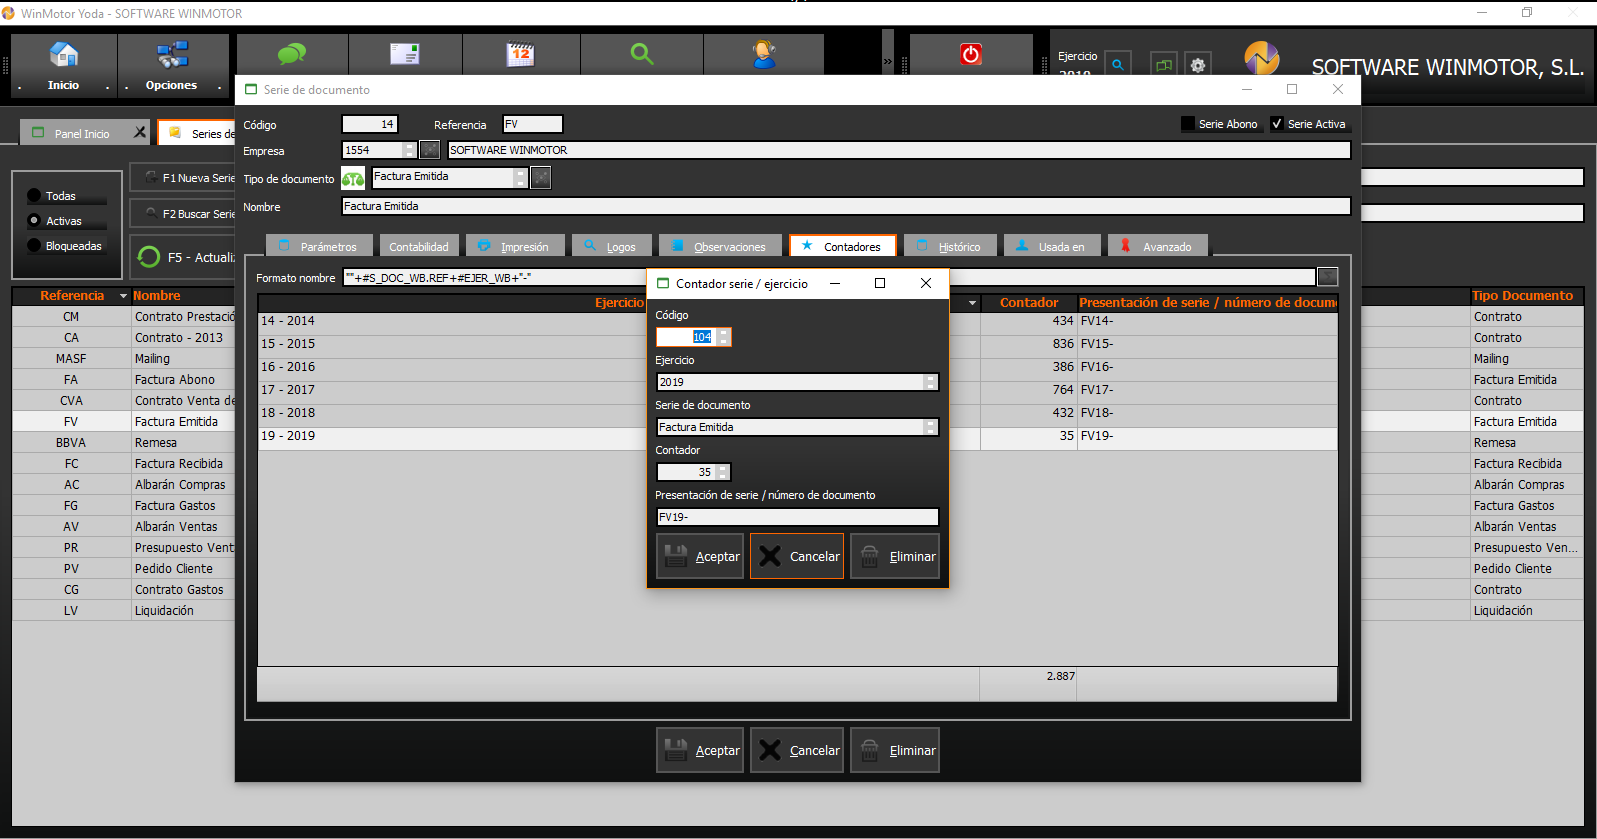 WinMotor Yoda - SOFTWARE WINMOTOR
Inicio
Opciones
12
Ejercicio
SOFTWARE WINMOTOR, S.L.
Panel Inicio
Series de
Todas
Activas
Bloqueadas
F1 Nueva Serie
F2 Buscar Serie
F5 - Actuali
Referencia Nombre Tipo Documento
CM Contrato Prestació Contrato
CA Contrato - 2013 Contrato
MASF Mailing Mailing
FA Factura Abono Factura Emitida
CVA Contrato Venta de Contrato
FV Factura Emitida Factura Emitida
BBVA Remesa Remesa
FC Factura Recibida Factura Recibida
AC Albarán Compras Albarán Compras
FG Factura Gastos Factura Gastos
AV Albarán Ventas Albarán Ventas
PR Presupuesto Vent Presupuesto Ven...
PV Pedido Cliente Pedido Cliente
CG Contrato Gastos Contrato
LV Liquidación Liquidación
Serie de documento
Código 14 Referencia FV Serie Abono Serie Activa
Empresa 1554 SOFTWARE WINMOTOR
Tipo de documento Factura Emitida
Nombre Factura Emitida
Parámetros Contabilidad Impresión Logos Observaciones Contadores Histórico Usada en Avanzado
Formato nombre ""+#S_DOC_WB.REF+#EJER_WB+"-"
Ejercicio Contador Presentación de serie / número de docum
14 - 2014 434 FV14-
15 - 2015 836 FV15-
16 - 2016 386 FV16-
17 - 2017 764 FV17-
18 - 2018 432 FV18-
19 - 2019 35 FV19-
2.887
Aceptar Cancelar Eliminar
Contador serie / ejercicio
Código
104
Ejercicio
2019
Serie de documento
Factura Emitida
Contador
35
Presentación de serie / número de documento
FV19-
Aceptar Cancelar Eliminar